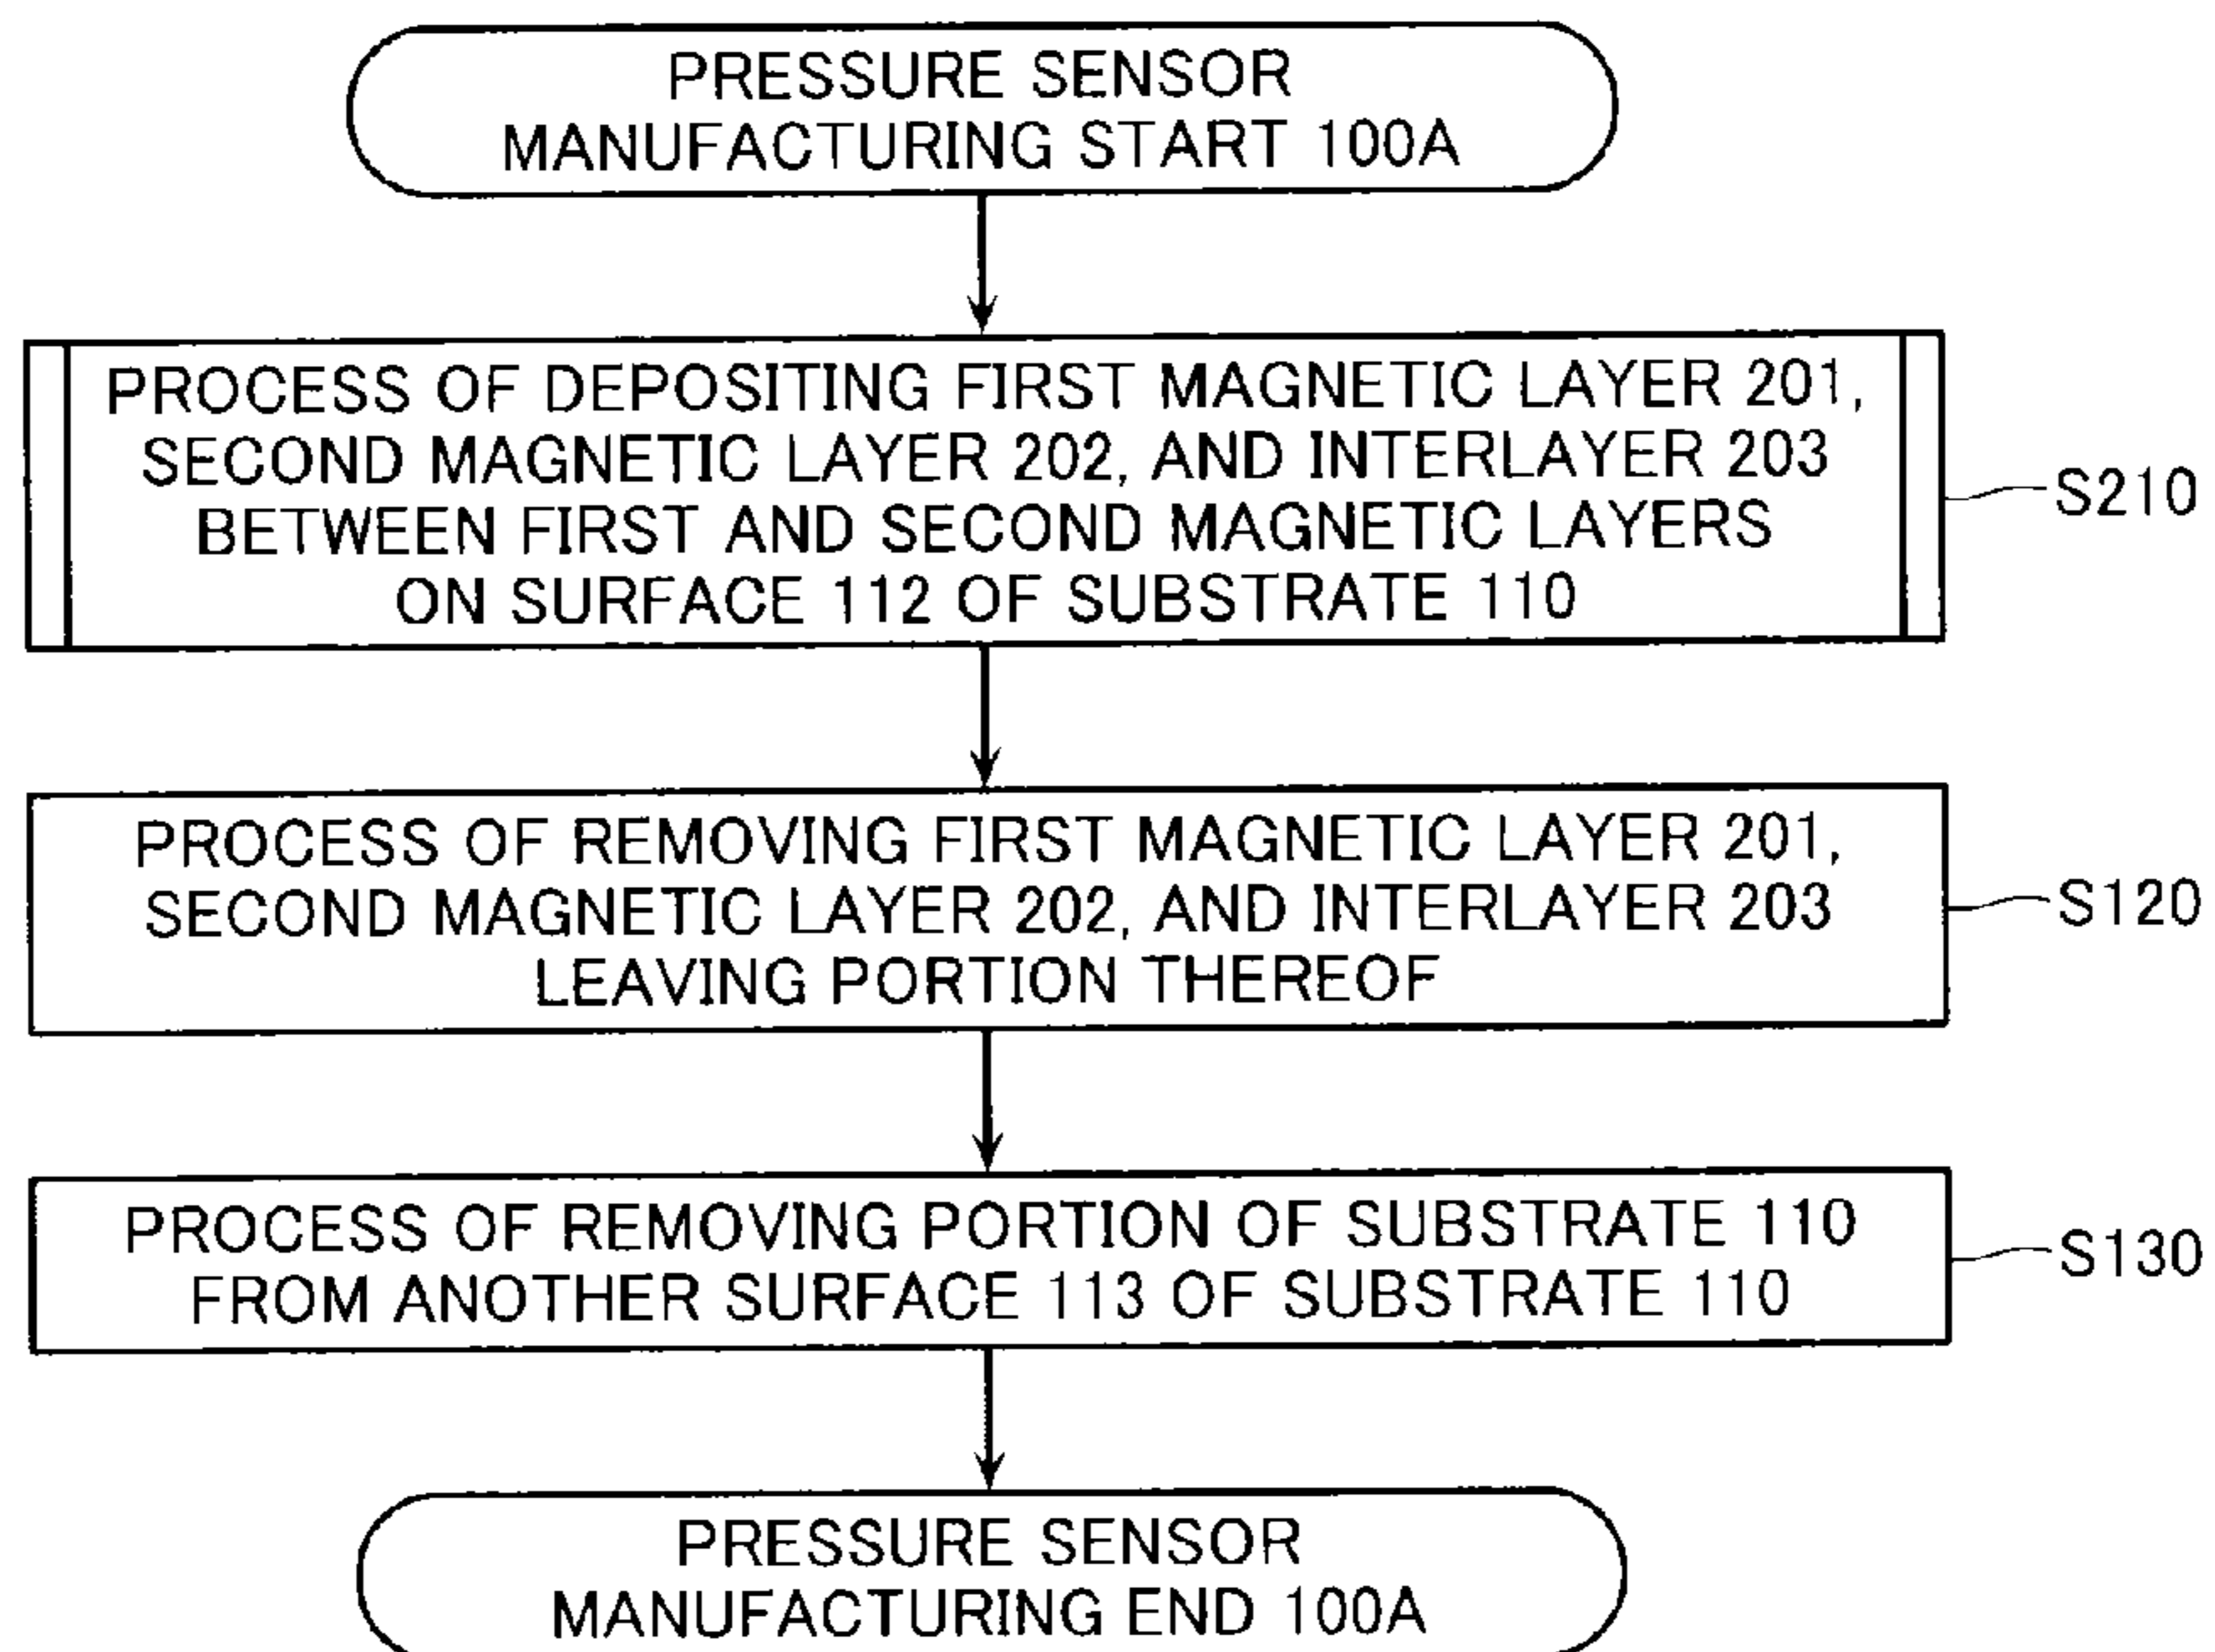 PRESSURE SENSOR
MANUFACTURING START 100A
PROCESS OF DEPOSITING FIRST MAGNETIC LAYER 201,
SECOND MAGNETIC LAYER 202, AND INTERLAYER 203
BETWEEN FIRST AND SECOND MAGNETIC LAYERS
ON SURFACE 112 OF SUBSTRATE 110
S210
PROCESS OF REMOVING FIRST MAGNETIC LAYER 201,
SECOND MAGNETIC LAYER 202, AND INTERLAYER 203
LEAVING PORTION THEREOF
S120
PROCESS OF REMOVING PORTION OF SUBSTRATE 110
FROM ANOTHER SURFACE 113 OF SUBSTRATE 110
S130
PRESSURE SENSOR
MANUFACTURING END 100A